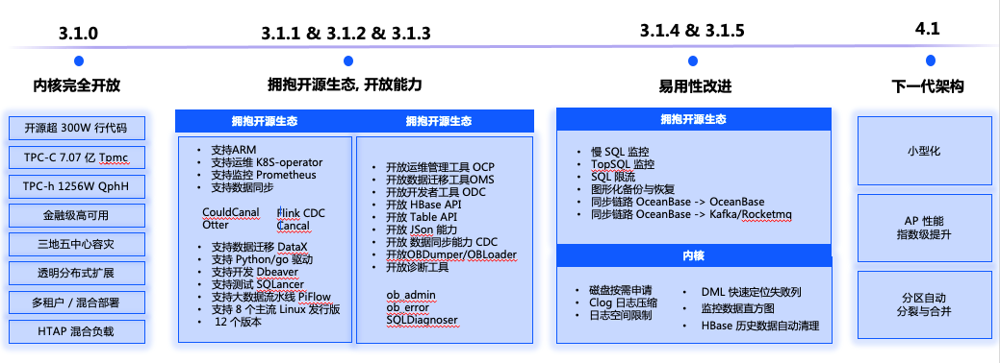 3.1.0
内核完全开放
开源超 300W 行代码
TPC-C 7.07 亿 Tpmc
TPC-h 1256W QphH
金融级高可用
三地五中心容灾
透明分布式扩展
多租户 / 混合部署
HTAP 混合负载
3.1.1 & 3.1.2 & 3.1.3
拥抱开源生态, 开放能力
拥抱开源生态
• 支持ARM
• 支持运维 K8S-operator
• 支持监控 Prometheus
• 支持数据同步
CouldCanal Flink CDC
Otter Cancal
• 支持数据迁移 DataX
• 支持 Python/go 驱动
• 支持开发 Dbeaver
• 支持测试 SQLancer
• 支持大数据流水线 PiFlow
• 支持 8 个主流 Linux 发行版
• 12 个版本
拥抱开源生态
• 开放运维管理工具 OCP
• 开放数据迁移工具OMS
• 开放开发者工具 ODC
• 开放 HBase API
• 开放 Table API
• 开放 JSon 能力
• 开放 数据同步能力 CDC
• 开放OBDumper/OBLoader
• 开放诊断工具
ob_admin
ob_error
SQLDiagnoser
3.1.4 & 3.1.5
易用性改进
拥抱开源生态
• 慢 SQL 监控
• TopSQL 监控
• SQL 限流
• 图形化备份与恢复
• 同步链路 OceanBase -> OceanBase
• 同步链路 OceanBase -> Kafka/Rocketmq
内核
• 磁盘按需申请
• Clog 日志压缩
• 日志空间限制
• DML 快速定位失败列
• 监控数据直方图
• HBase 历史数据自动清理
4.1
下一代架构
小型化
AP 性能
指数级提升
分区自动
分裂与合并